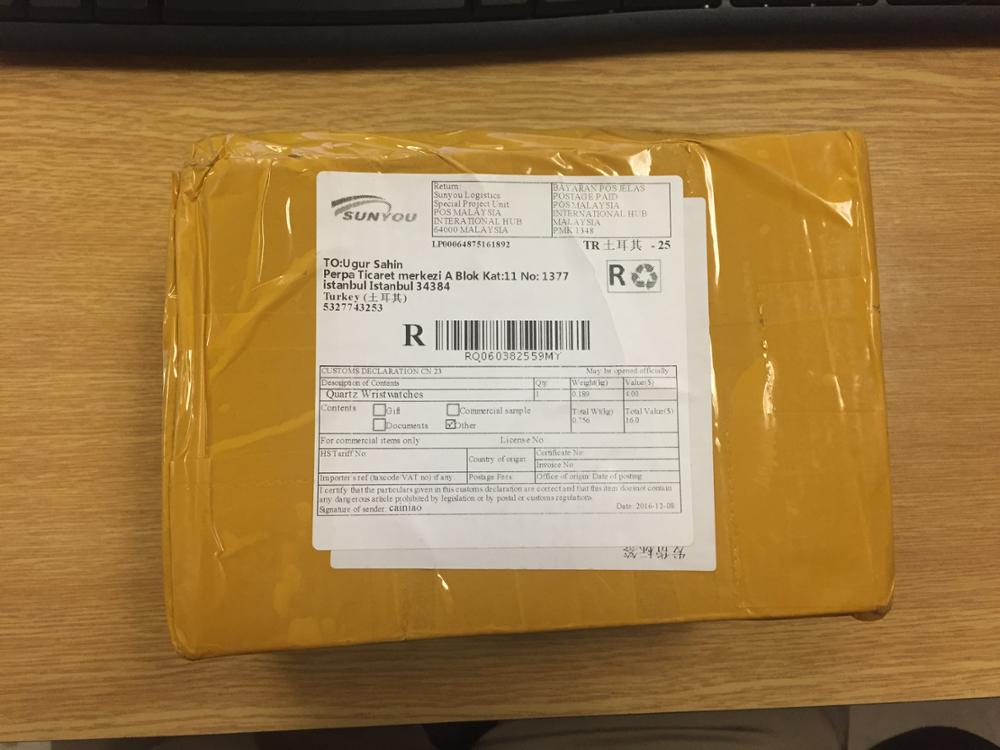 SUNYOU
Return:
Sunyou Logistics
Special Project Unit
POS MALAYSIA
INTERATIONAL HUB
64000 MALAYSIA
BAYARAN POS JELAS
POSTAGE PAID
POS MALAYSIA
INTERNATIONAL HUB
MALAYSIA
PMK 1348
LP00064875161892
TR 土耳其 - 25
TO:Ugur Sahin
Perpa Ticaret merkezi A Blok Kat:11 No: 1377
istanbul Istanbul 34384
Turkey (土耳其)
5327743253
R
R
RQ060382559MY
CUSTOMS DECLARATION CN 23 May be opened officially
Description of Contents Qty Weight(kg) Value($)
Quartz Wristwatches 1 0.189 4.00
Contents Gift Commercial sample Total Wt(kg) Total Value($)
Documents Other 0.756 16.0
For commercial items only License No
HS Tariff No: Country of origin Certificate No
Invoice No
Importer's ref (taxcode/VAT no) if any Postage Fees Office of origin/ Date of posting
I certify that the particulars given in this customs declaration are correct and that this item does not contain
any dangerous article prohibited by legislation or by postal or customs regulations.
Signature of sender: cainiao Date: 2016-12-08